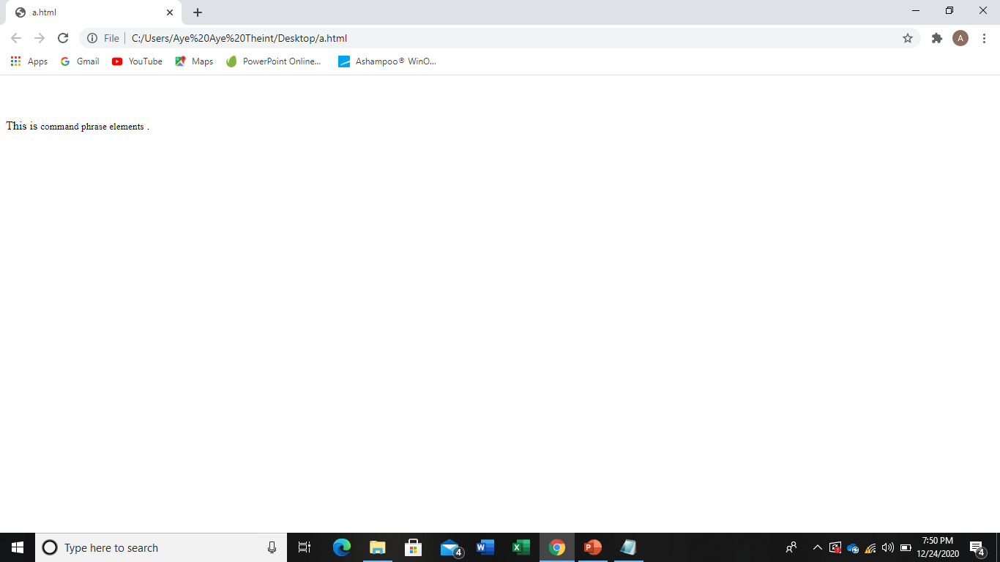 a.html
File C:/Users/Aye%20Aye%20Theint/Desktop/a.html A
Apps Gmail YouTube Maps PowerPoint Online... Ashampoo® WinO...
This is command phrase elements .
Type here to search 4 7:50 PM 4
12/24/2020